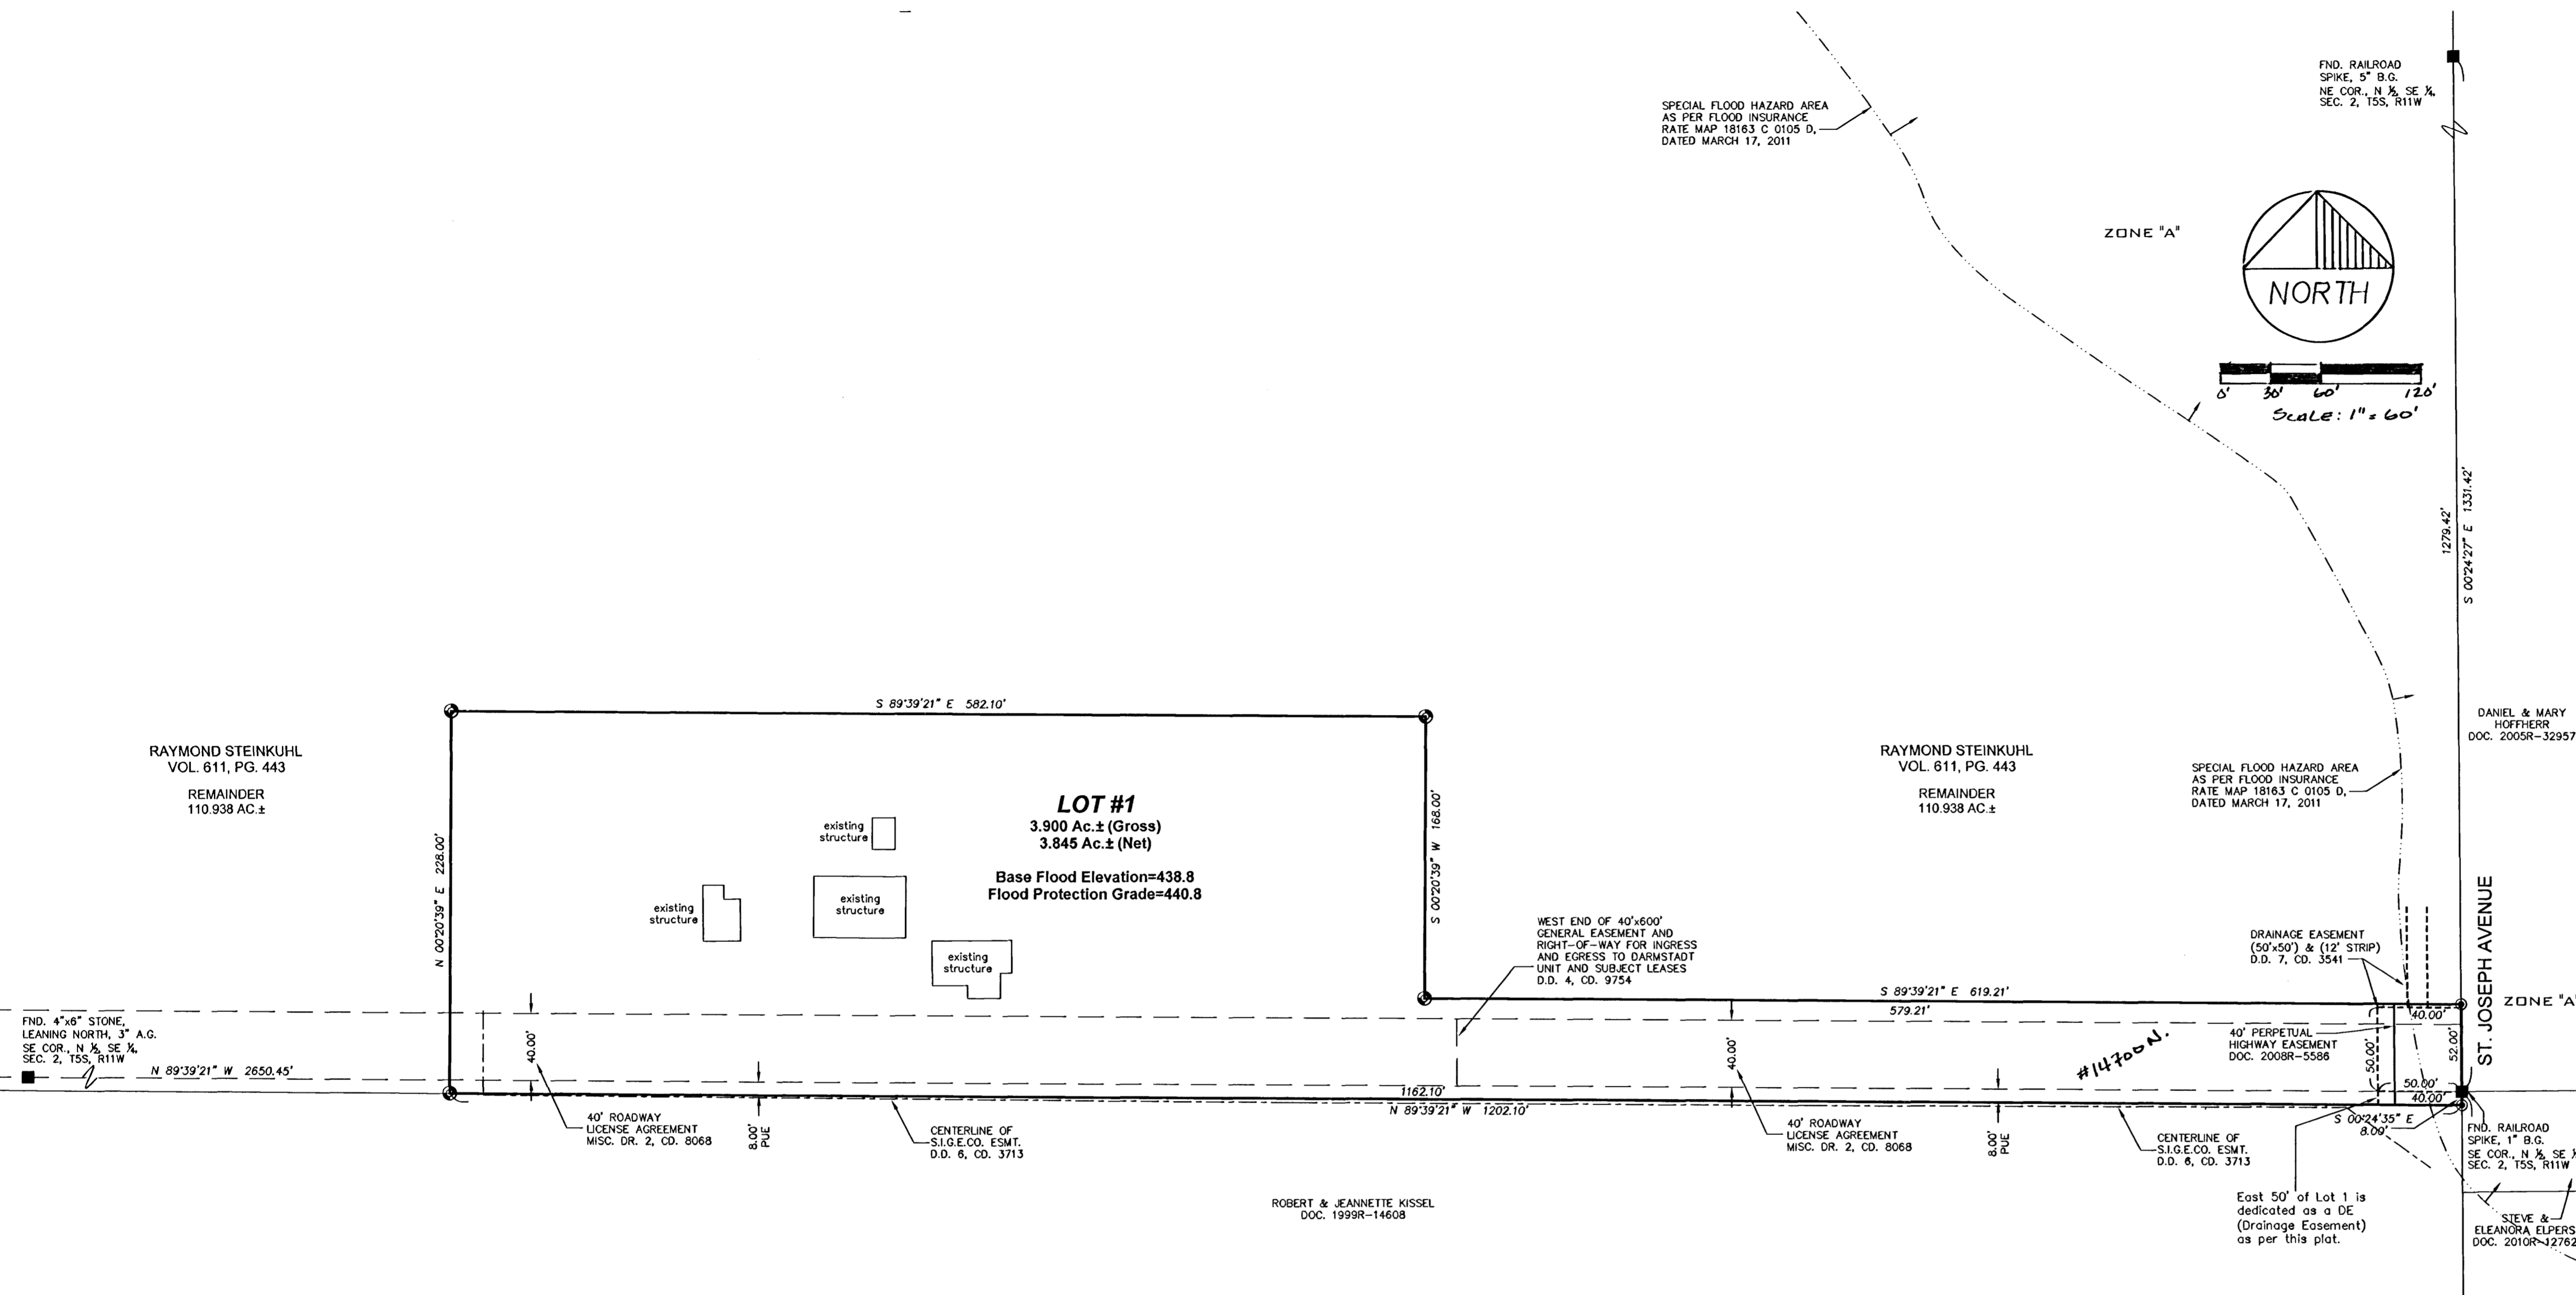 FND. RAILROAD
SPIKE, 5" B.G.
NE COR., N ½, SE ¼,
SEC. 2, T5S, R11W
SPECIAL FLOOD HAZARD AREA
AS PER FLOOD INSURANCE
RATE MAP 18163 C 0105 D,
DATED MARCH 17, 2011
ZONE "A"
NORTH
0' 30' 60' 120'
Scale: 1" = 60'
1279.42'
S 00°24'27" E 1331.42'
S 89°39'21" E 582.10'
RAYMOND STEINKUHL
VOL. 611, PG. 443
REMAINDER
110.938 AC.±
N 00°20'39" E 228.00'
existing
structure
existing
structure
existing
structure
existing
structure
LOT #1
3.900 Ac.± (Gross)
3.845 Ac.± (Net)
Base Flood Elevation=438.8
Flood Protection Grade=440.8
S 00°20'39" W 168.00'
RAYMOND STEINKUHL
VOL. 611, PG. 443
REMAINDER
110.938 AC.±
SPECIAL FLOOD HAZARD AREA
AS PER FLOOD INSURANCE
RATE MAP 18163 C 0105 D,
DATED MARCH 17, 2011
DANIEL & MARY
HOFFHERR
DOC. 2005R-32957
WEST END OF 40'x600'
GENERAL EASEMENT AND
RIGHT-OF-WAY FOR INGRESS
AND EGRESS TO DARMSTADT
UNIT AND SUBJECT LEASES
D.D. 4, CD. 9754
DRAINAGE EASEMENT
(50'x50') & (12' STRIP)
D.D. 7, CD. 3541
ST. JOSEPH AVENUE
ZONE "A"
S 89°39'21" E 619.21'
579.21'
40.00'
FND. 4"x6" STONE,
LEANING NORTH, 3" A.G.
SE COR., N ½, SE ¼,
SEC. 2, T5S, R11W
N 89°39'21" W 2650.45'
40.00'
40.00'
#14700 N.
40' PERPETUAL
HIGHWAY EASEMENT
DOC. 2008R-5586
50.00'
52.00'
50.00'
40.00'
1162.10'
N 89°39'21" W 1202.10'
S 00°24'35" E
8.00'
40' ROADWAY
LICENSE AGREEMENT
MISC. DR. 2, CD. 8068
8.00'
PUE
CENTERLINE OF
S.I.G.E.CO. ESMT.
D.D. 6, CD. 3713
40' ROADWAY
LICENSE AGREEMENT
MISC. DR. 2, CD. 8068
8.00'
PUE
CENTERLINE OF
S.I.G.E.CO. ESMT.
D.D. 6, CD. 3713
FND. RAILROAD
SPIKE, 1" B.G.
SE COR., N ½, SE
SEC. 2, T5S, R11W
East 50' of Lot 1 is
dedicated as a DE
(Drainage Easement)
as per this plat.
ROBERT & JEANNETTE KISSEL
DOC. 1999R-14608
STEVE &
ELEANORA ELPERS
DOC. 2010R-12762